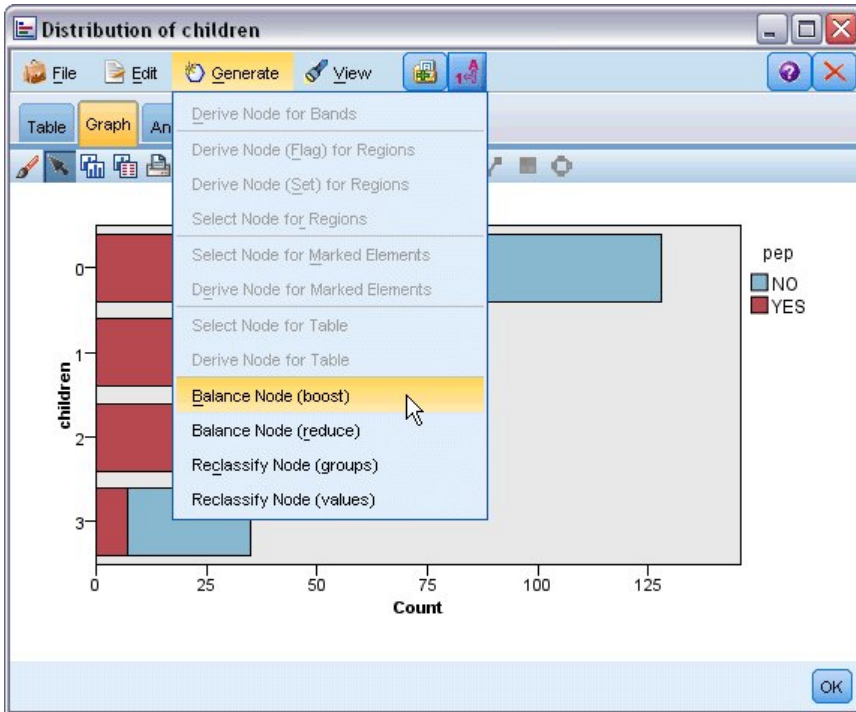 Distribution of children
File Edit Generate View
Table Graph An
Derive Node for Bands
Derive Node (Flag) for Regions
Derive Node (Set) for Regions
Select Node for Regions
Select Node for Marked Elements
Derive Node for Marked Elements
Select Node for Table
Derive Node for Table
Balance Node (boost)
Balance Node (reduce)
Reclassify Node (groups)
Reclassify Node (values)
children
0
1
2
3
0 25 50 75 100 125
Count
pep
NO
YES
OK